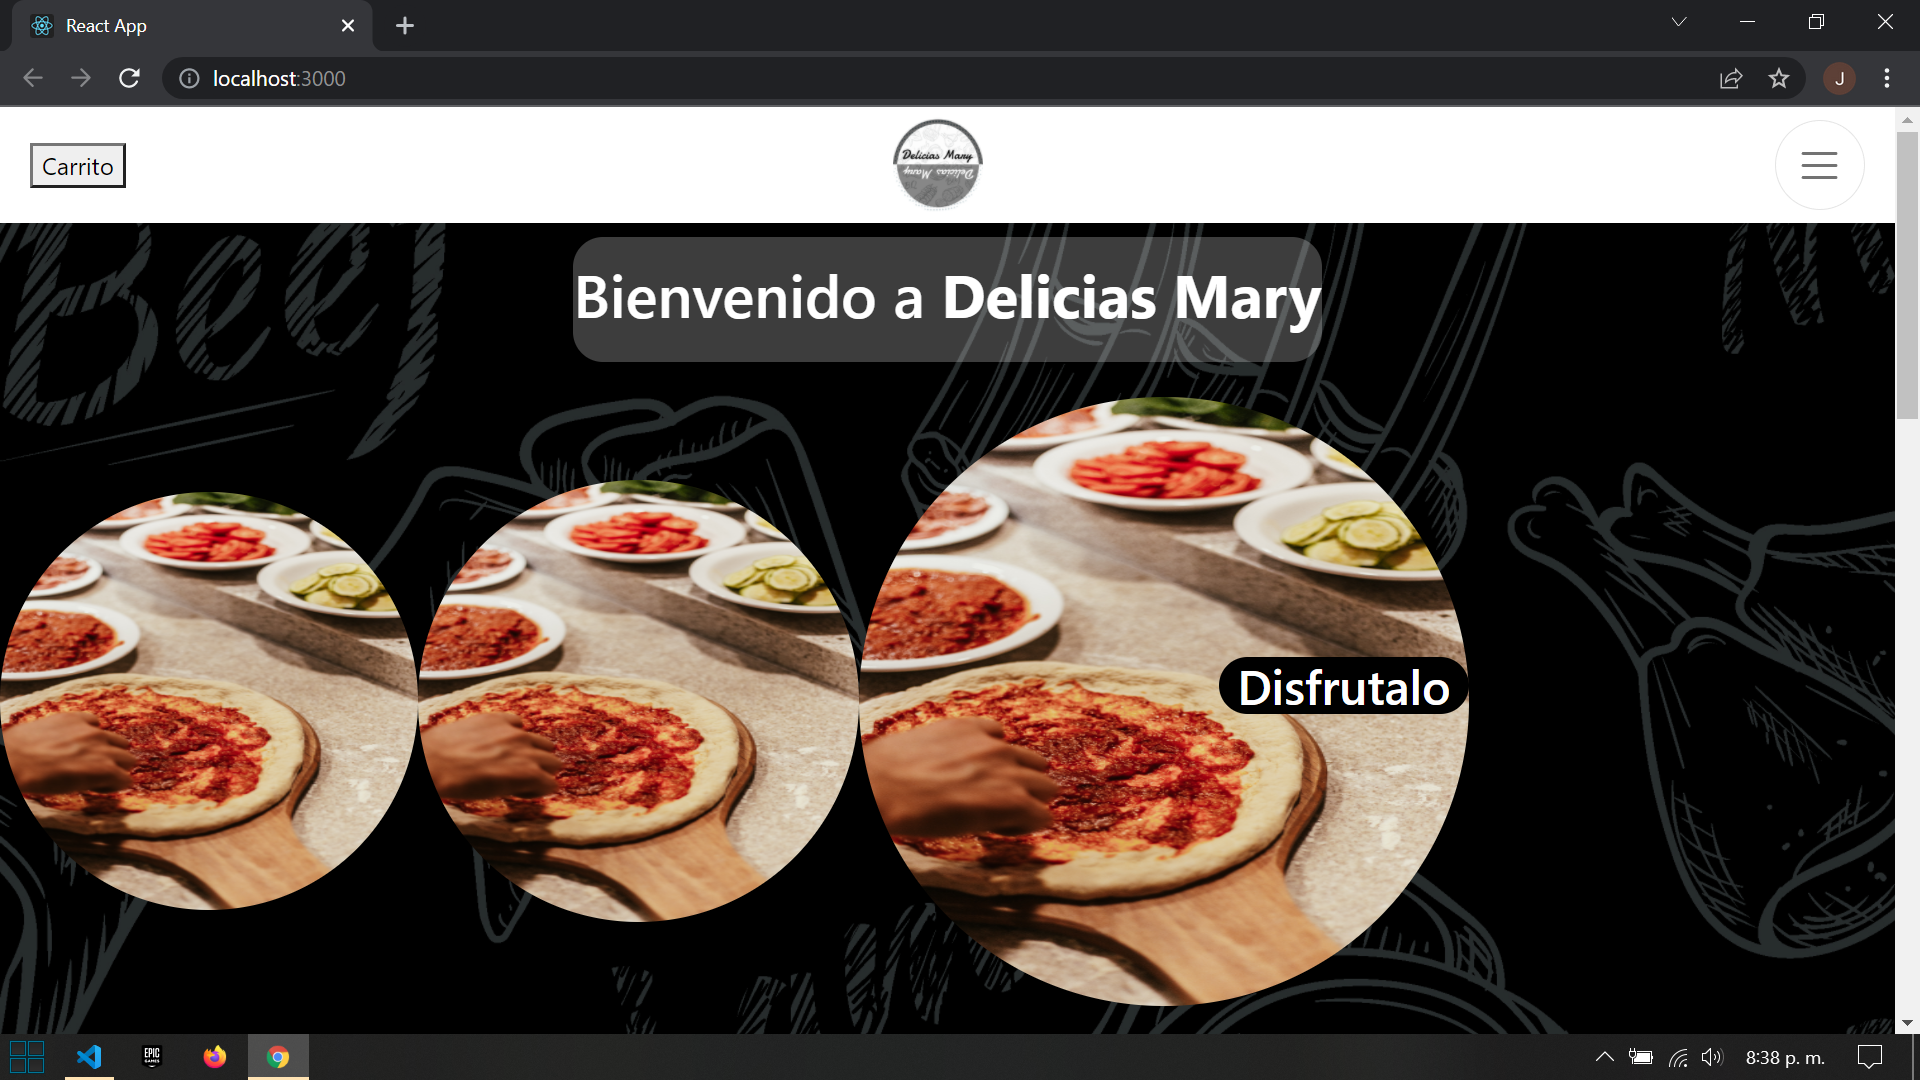 React App
localhost:3000
J
Carrito
Delicias Mary
Delicias Mary
Beef
Bienvenido a Delicias Mary
Disfrutalo
EPIC
GAMES
8:38 p. m.